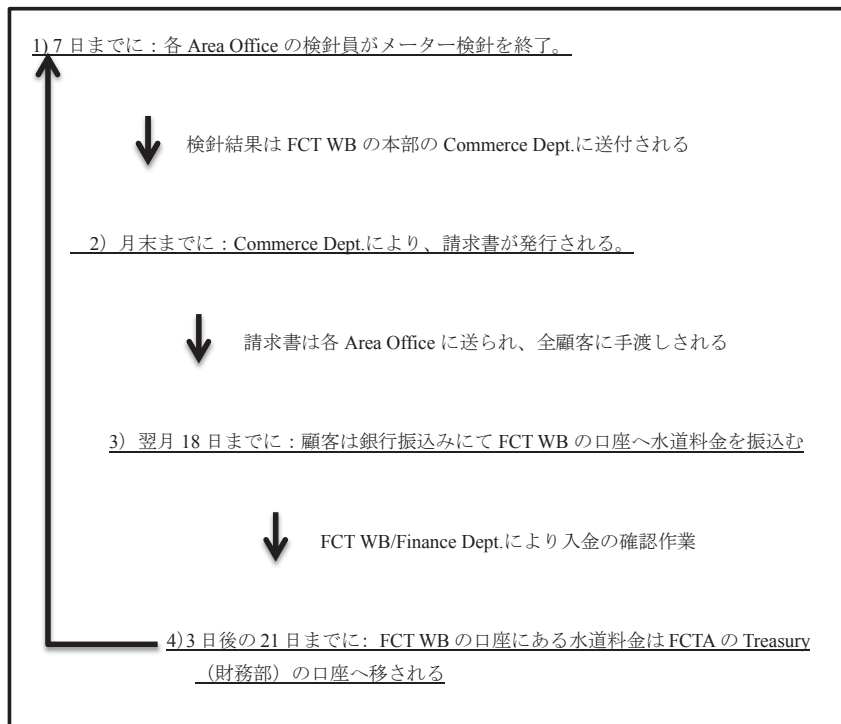 1) 7 日までに：各 Area Office の検針員がメーター検針を終了。
検針結果は FCT WB の本部の Commerce Dept.に送付される
2）月末までに：Commerce Dept.により、請求書が発行される。
請求書は各 Area Office に送られ、全顧客に手渡しされる
3）翌月 18 日までに：顧客は銀行振込みにて FCT WB の口座へ水道料金を振込む
FCT WB/Finance Dept.により入金の確認作業
4)3 日後の 21 日までに：FCT WB の口座にある水道料金は FCTA の Treasury
（財務部）の口座へ移される